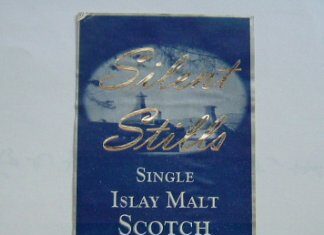 Silent
Stills
SINGLE
ISLAY MALT
SCOTCH